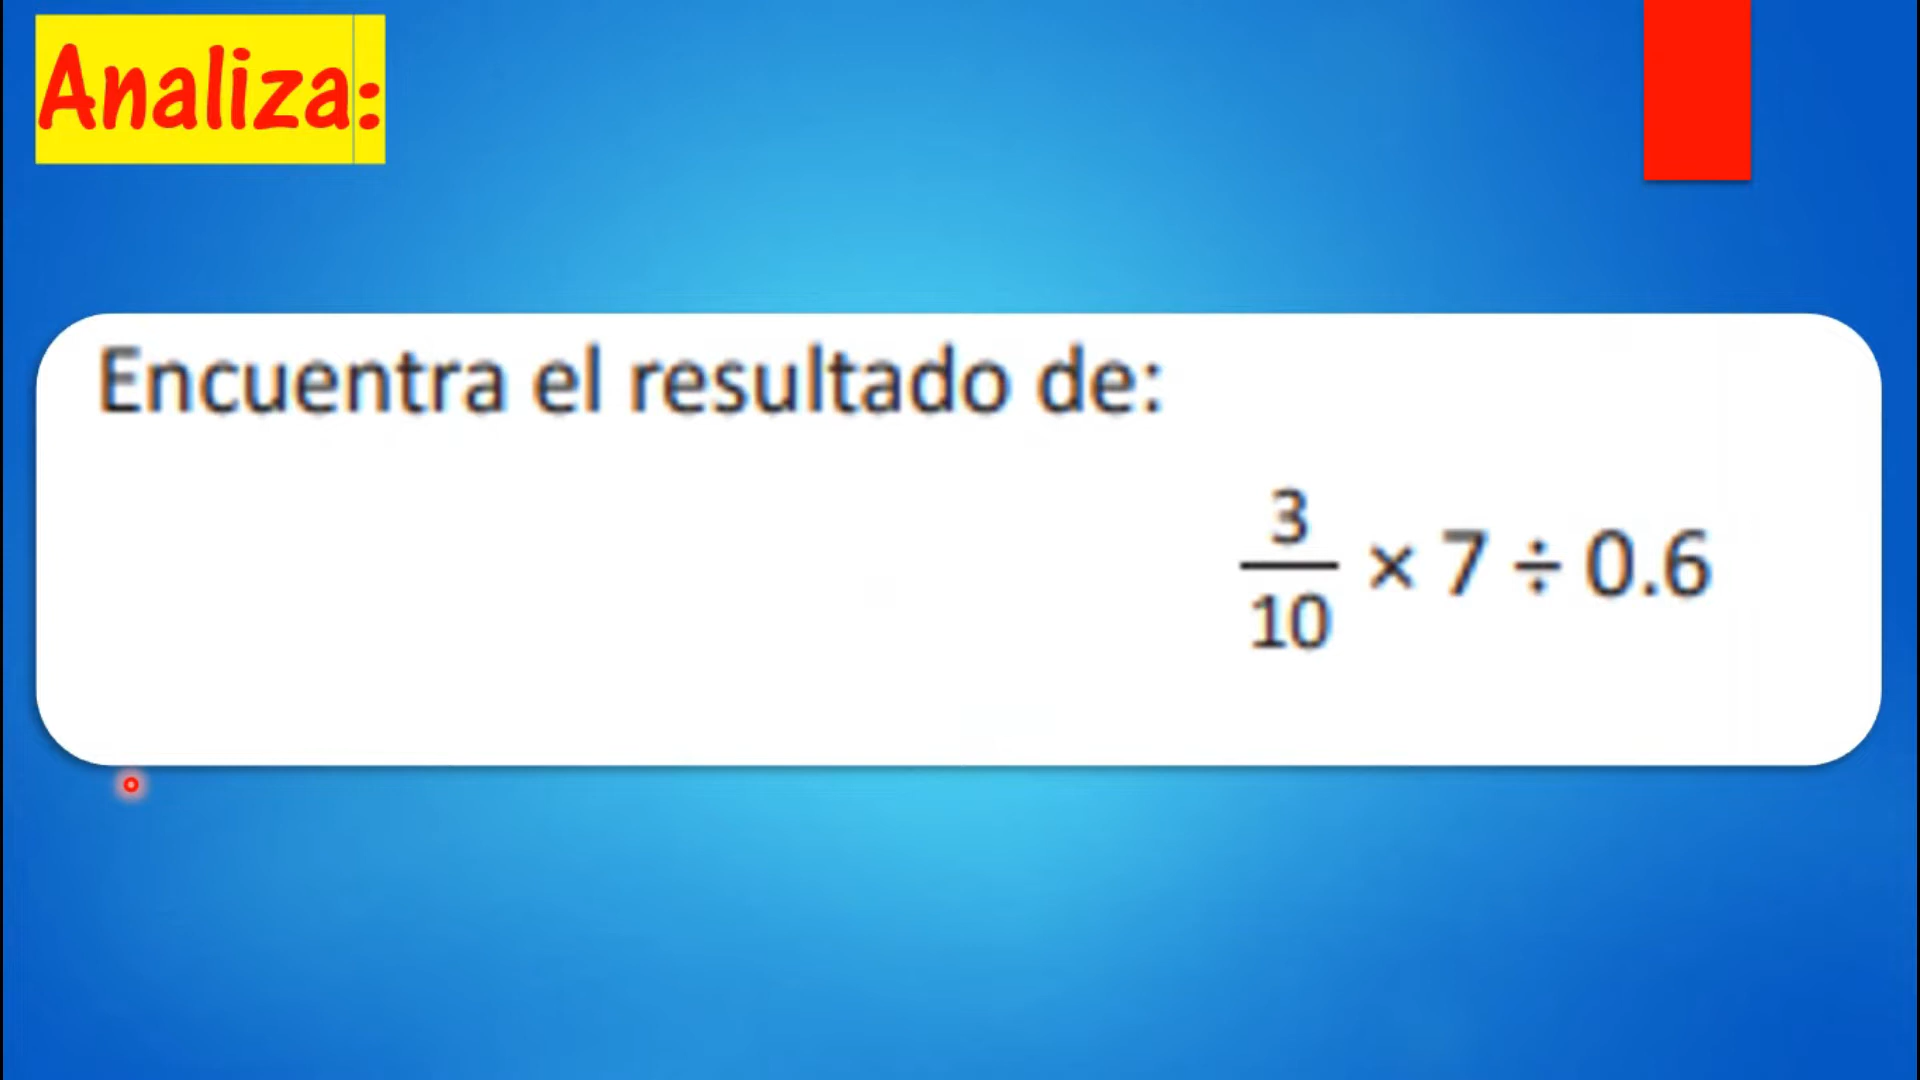 Analiza:
Encuentra el resultado de:
3/10 × 7 ÷ 0.6